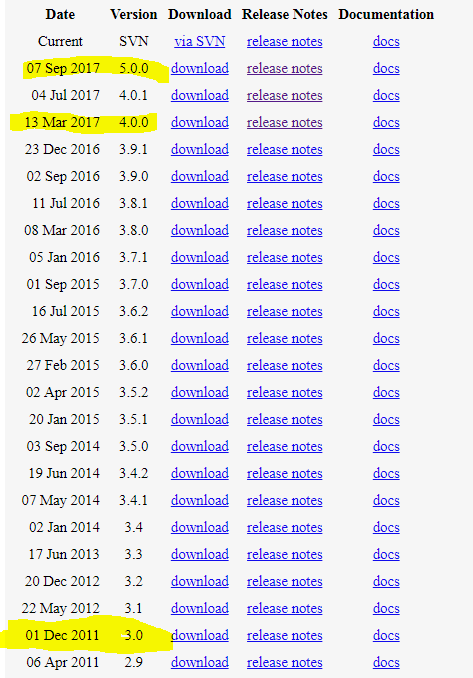 Date Version Download Release Notes Documentation
Current SVN via SVN release notes docs
07 Sep 2017 5.0.0 download release notes docs
04 Jul 2017 4.0.1 download release notes docs
13 Mar 2017 4.0.0 download release notes docs
23 Dec 2016 3.9.1 download release notes docs
02 Sep 2016 3.9.0 download release notes docs
11 Jul 2016 3.8.1 download release notes docs
08 Mar 2016 3.8.0 download release notes docs
05 Jan 2016 3.7.1 download release notes docs
01 Sep 2015 3.7.0 download release notes docs
16 Jul 2015 3.6.2 download release notes docs
26 May 2015 3.6.1 download release notes docs
27 Feb 2015 3.6.0 download release notes docs
02 Apr 2015 3.5.2 download release notes docs
20 Jan 2015 3.5.1 download release notes docs
03 Sep 2014 3.5.0 download release notes docs
19 Jun 2014 3.4.2 download release notes docs
07 May 2014 3.4.1 download release notes docs
02 Jan 2014 3.4 download release notes docs
17 Jun 2013 3.3 download release notes docs
20 Dec 2012 3.2 download release notes docs
22 May 2012 3.1 download release notes docs
01 Dec 2011 3.0 download release notes docs
06 Apr 2011 2.9 download release notes docs